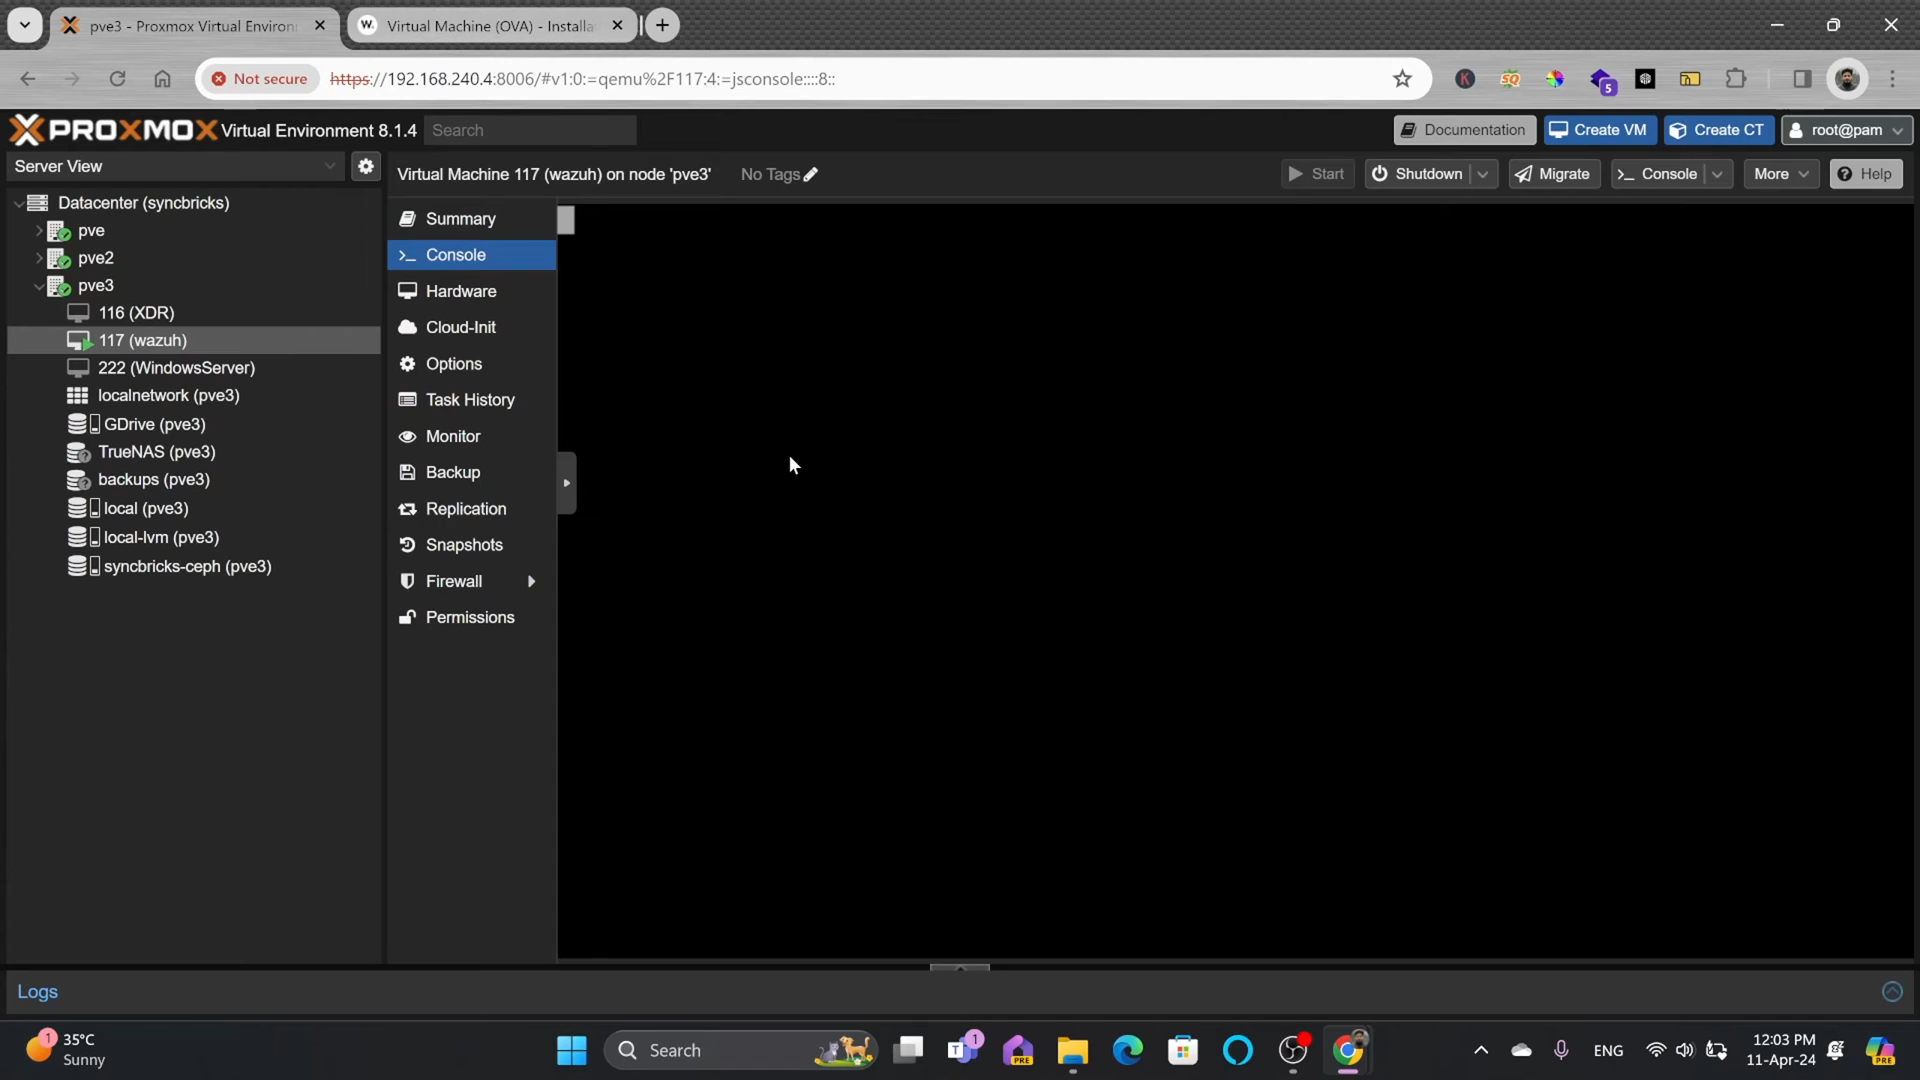 pve3 - Proxmox Virtual Environ
Virtual Machine (OVA) - Installa
Not secure
https://192.168.240.4:8006/#v1:0:=qemu%2F117:4:=jsconsole::::8::
5
PROXMOX Virtual Environment 8.1.4
Search
Documentation
Create VM
Create CT
root@pam
Server View
Virtual Machine 117 (wazuh) on node 'pve3'
No Tags
Start
Shutdown
Migrate
Console
More
Help
Datacenter (syncbricks)
pve
pve2
pve3
116 (XDR)
117 (wazuh)
222 (WindowsServer)
localnetwork (pve3)
GDrive (pve3)
TrueNAS (pve3)
backups (pve3)
local (pve3)
local-lvm (pve3)
syncbricks-ceph (pve3)
Summary
Console
Hardware
Cloud-Init
Options
Task History
Monitor
Backup
Replication
Snapshots
Firewall
Permissions
Logs
1
35°C
Sunny
Search
1
PRE
ENG
12:03 PM
11-Apr-24
PRE